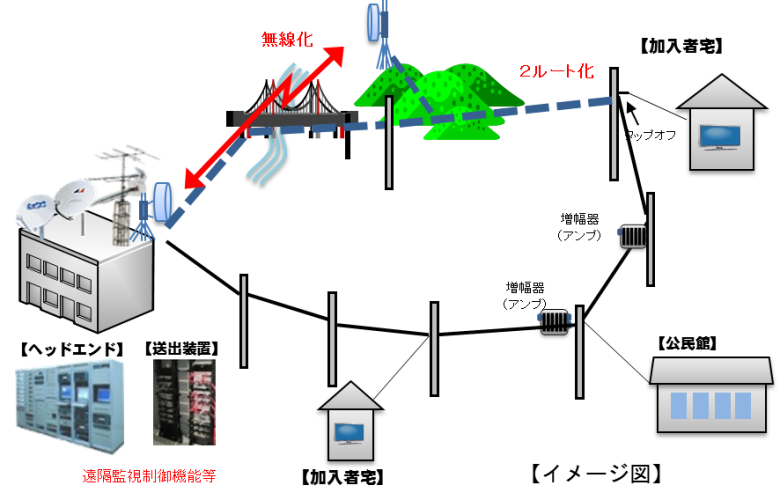 無線化
【加入者宅】
２ルート化
タップオフ
増幅器
（アンプ）
増幅器
（アンプ）
【ヘッドエンド】
【送出装置】
【公民館】
遠隔監視制御機能等
【加入者宅】
【イメージ図】